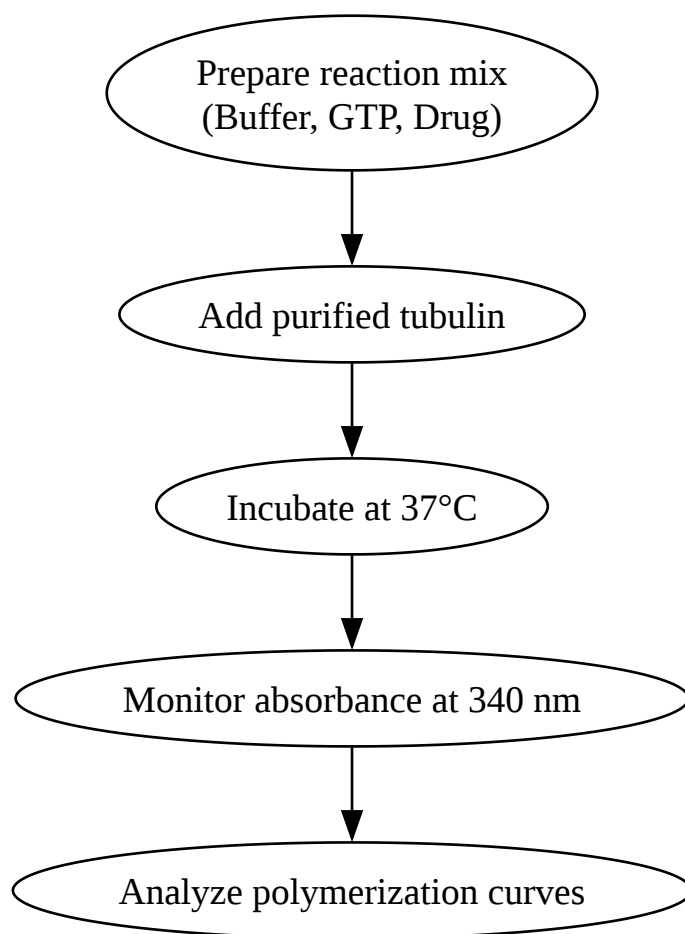 Prepare reaction mix
(Buffer, GTP, Drug)
Add purified tubulin
Incubate at 37°C
Monitor absorbance at 340 nm
Analyze polymerization curves